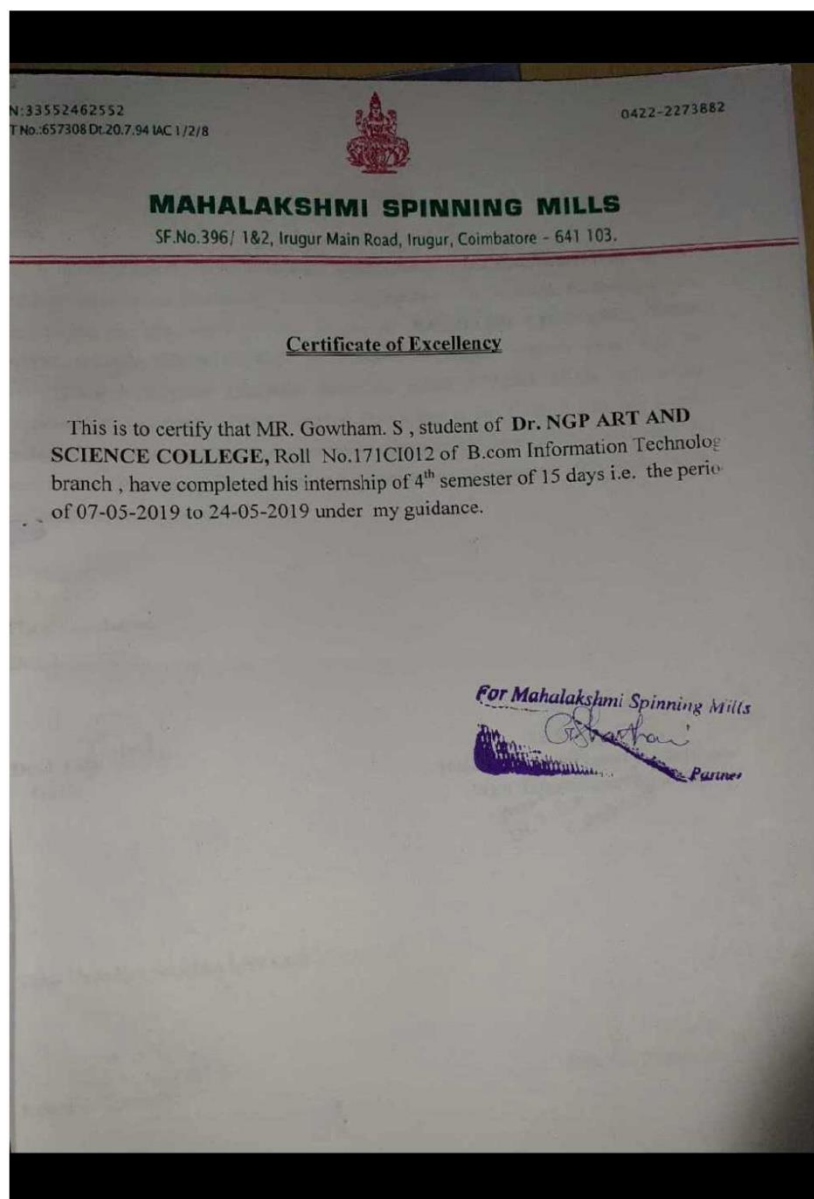 N:33552462552
T No.:657308 Dt.20.7.94 IAC 1/2/8
0422-2273882
MAHALAKSHMI SPINNING MILLS
SF.No.396/ 1&2, Irugur Main Road, Irugur, Coimbatore - 641 103.
Certificate of Excellency
This is to certify that MR. Gowtham. S , student of Dr. NGP ART AND
SCIENCE COLLEGE, Roll No.171CI012 of B.com Information Technolog
branch , have completed his internship of 4th semester of 15 days i.e. the perio
of 07-05-2019 to 24-05-2019 under my guidance.
For Mahalakshmi Spinning Mills
Partner